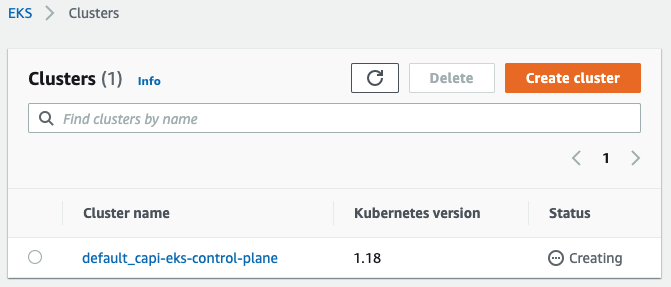 EKS > Clusters
Clusters (1) Info Delete Create cluster
Find clusters by name
1
Cluster name Kubernetes version Status
default_capi-eks-control-plane 1.18 Creating